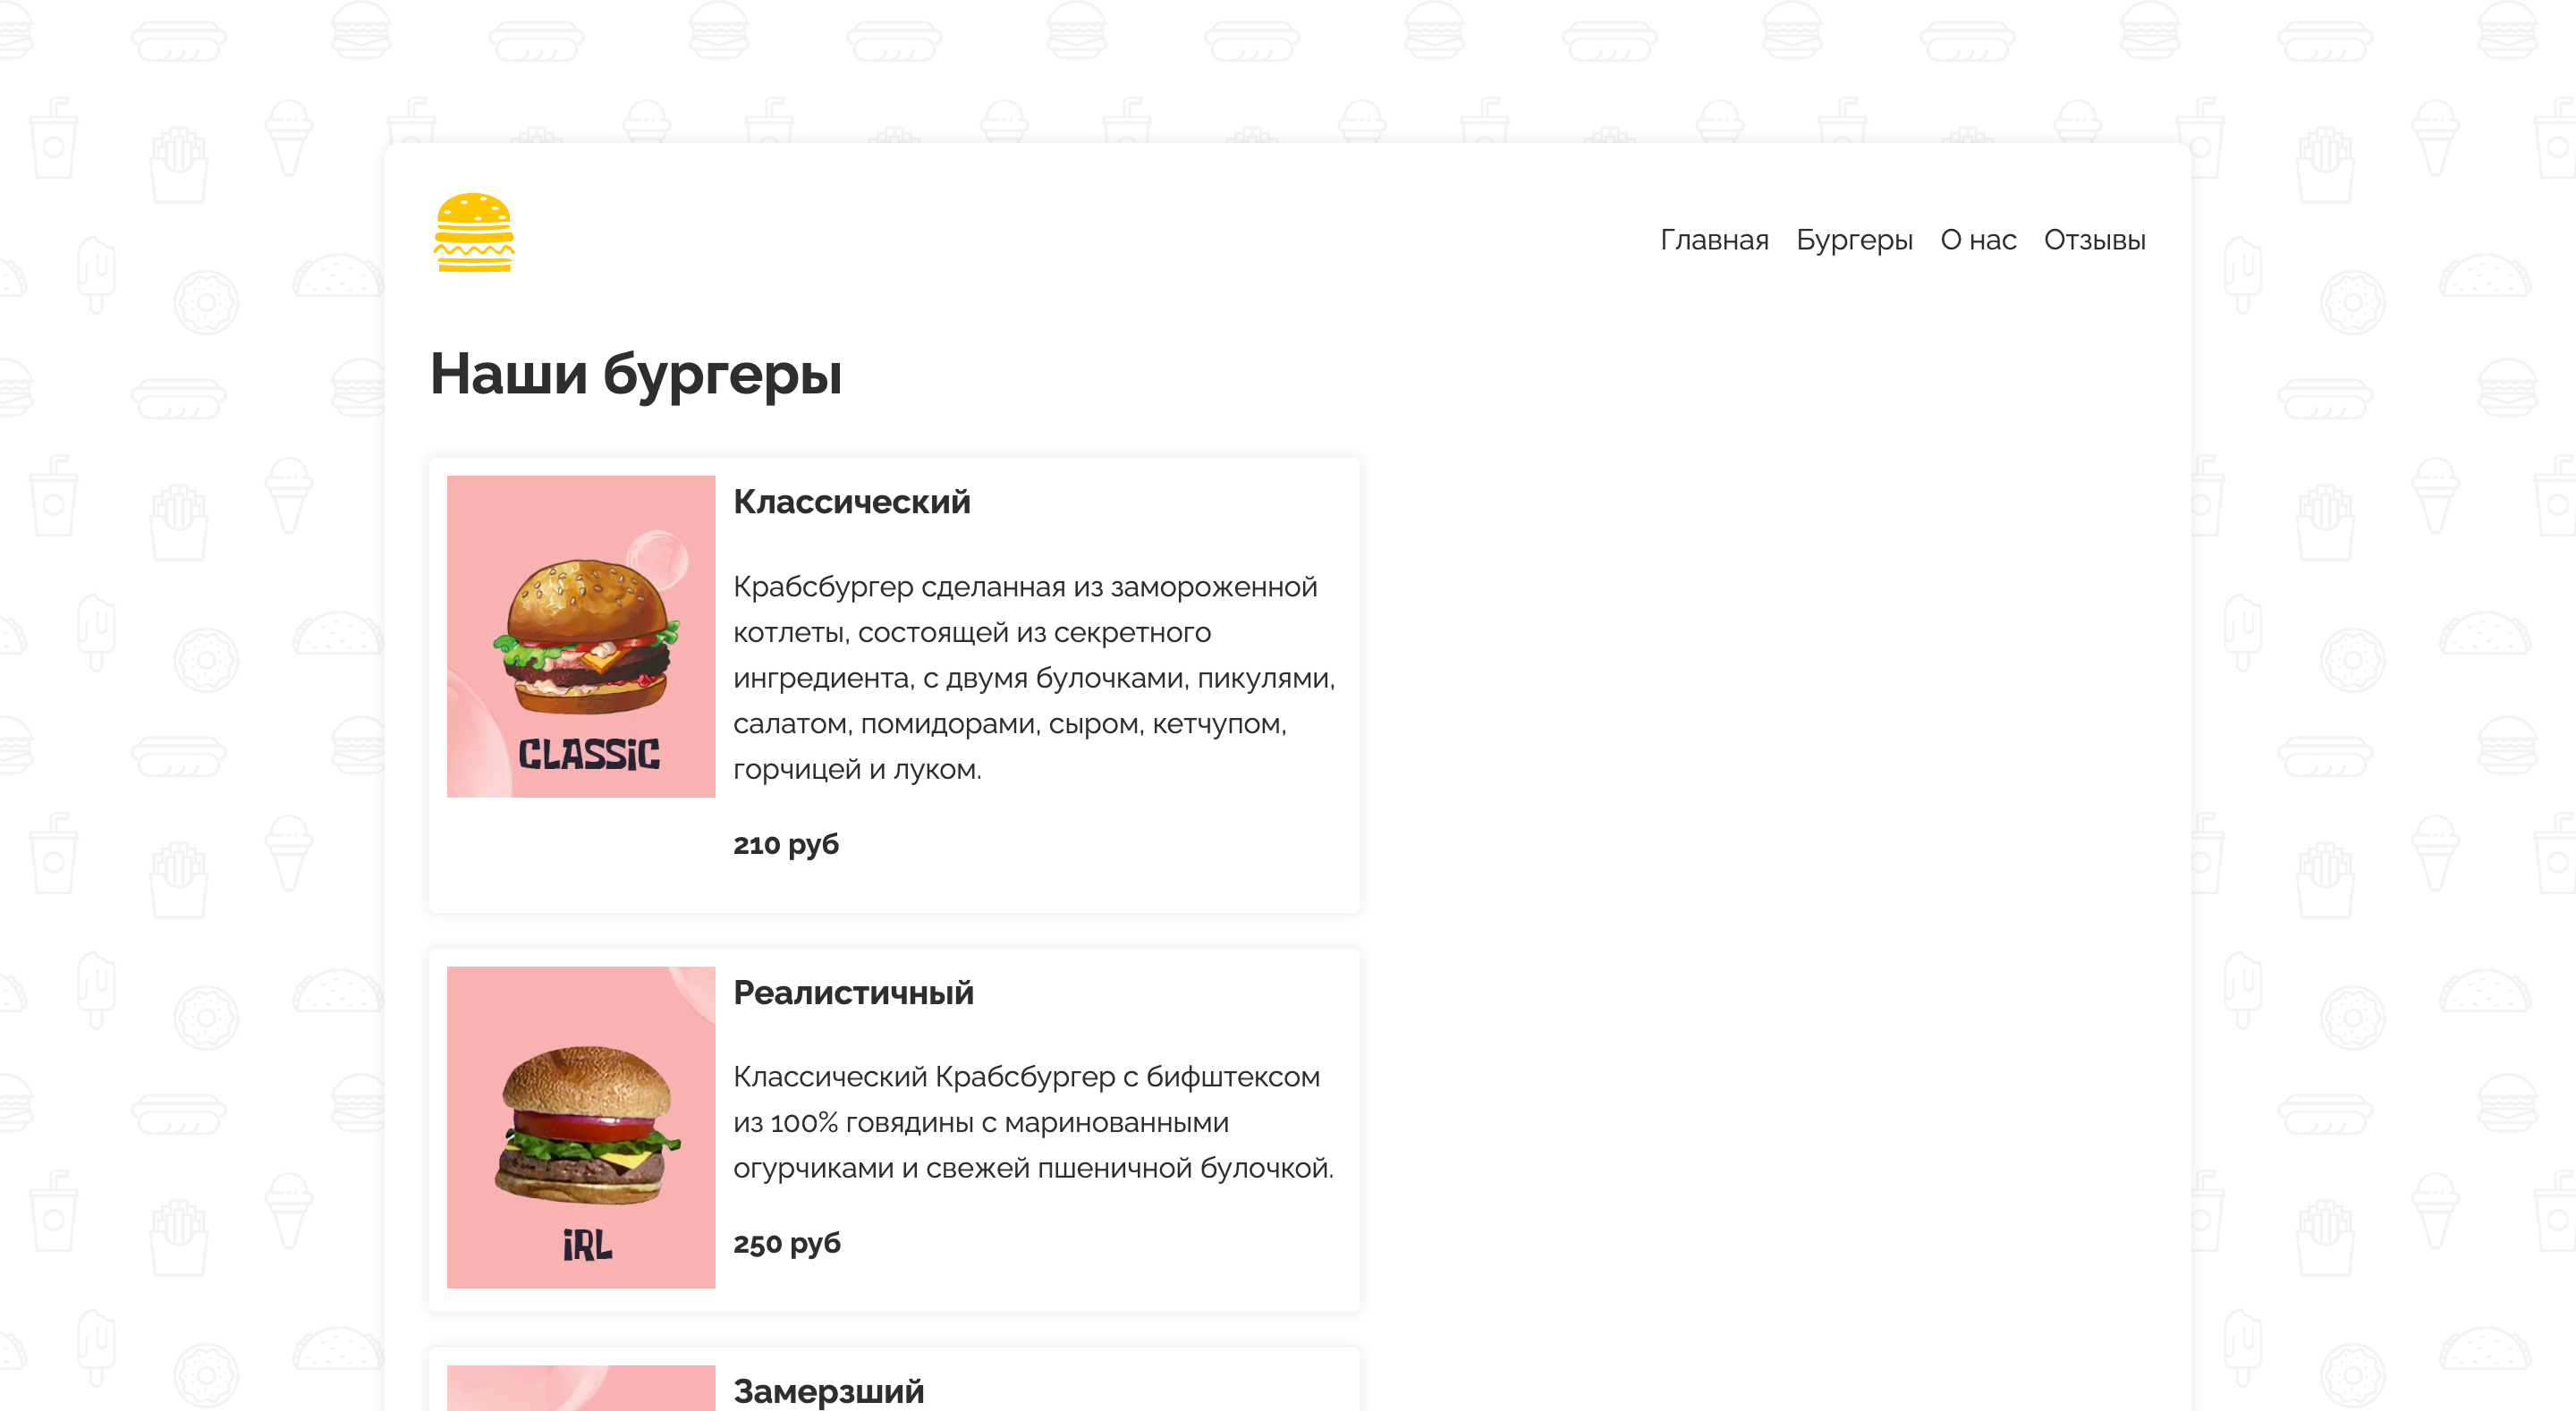 Главная Бургеры О нас Отзывы
Наши бургеры
Классический
Крабсбургер сделанная из замороженной
котлеты, состоящей из секретного
ингредиента, с двумя булочками, пикулями,
салатом, помидорами, сыром, кетчупом,
горчицей и луком.
210 руб
CLASSiC
Реалистичный
Классический Крабсбургер с бифштексом
из 100% говядины с маринованными
огурчиками и свежей пшеничной булочкой.
250 руб
iRL
Замерзший